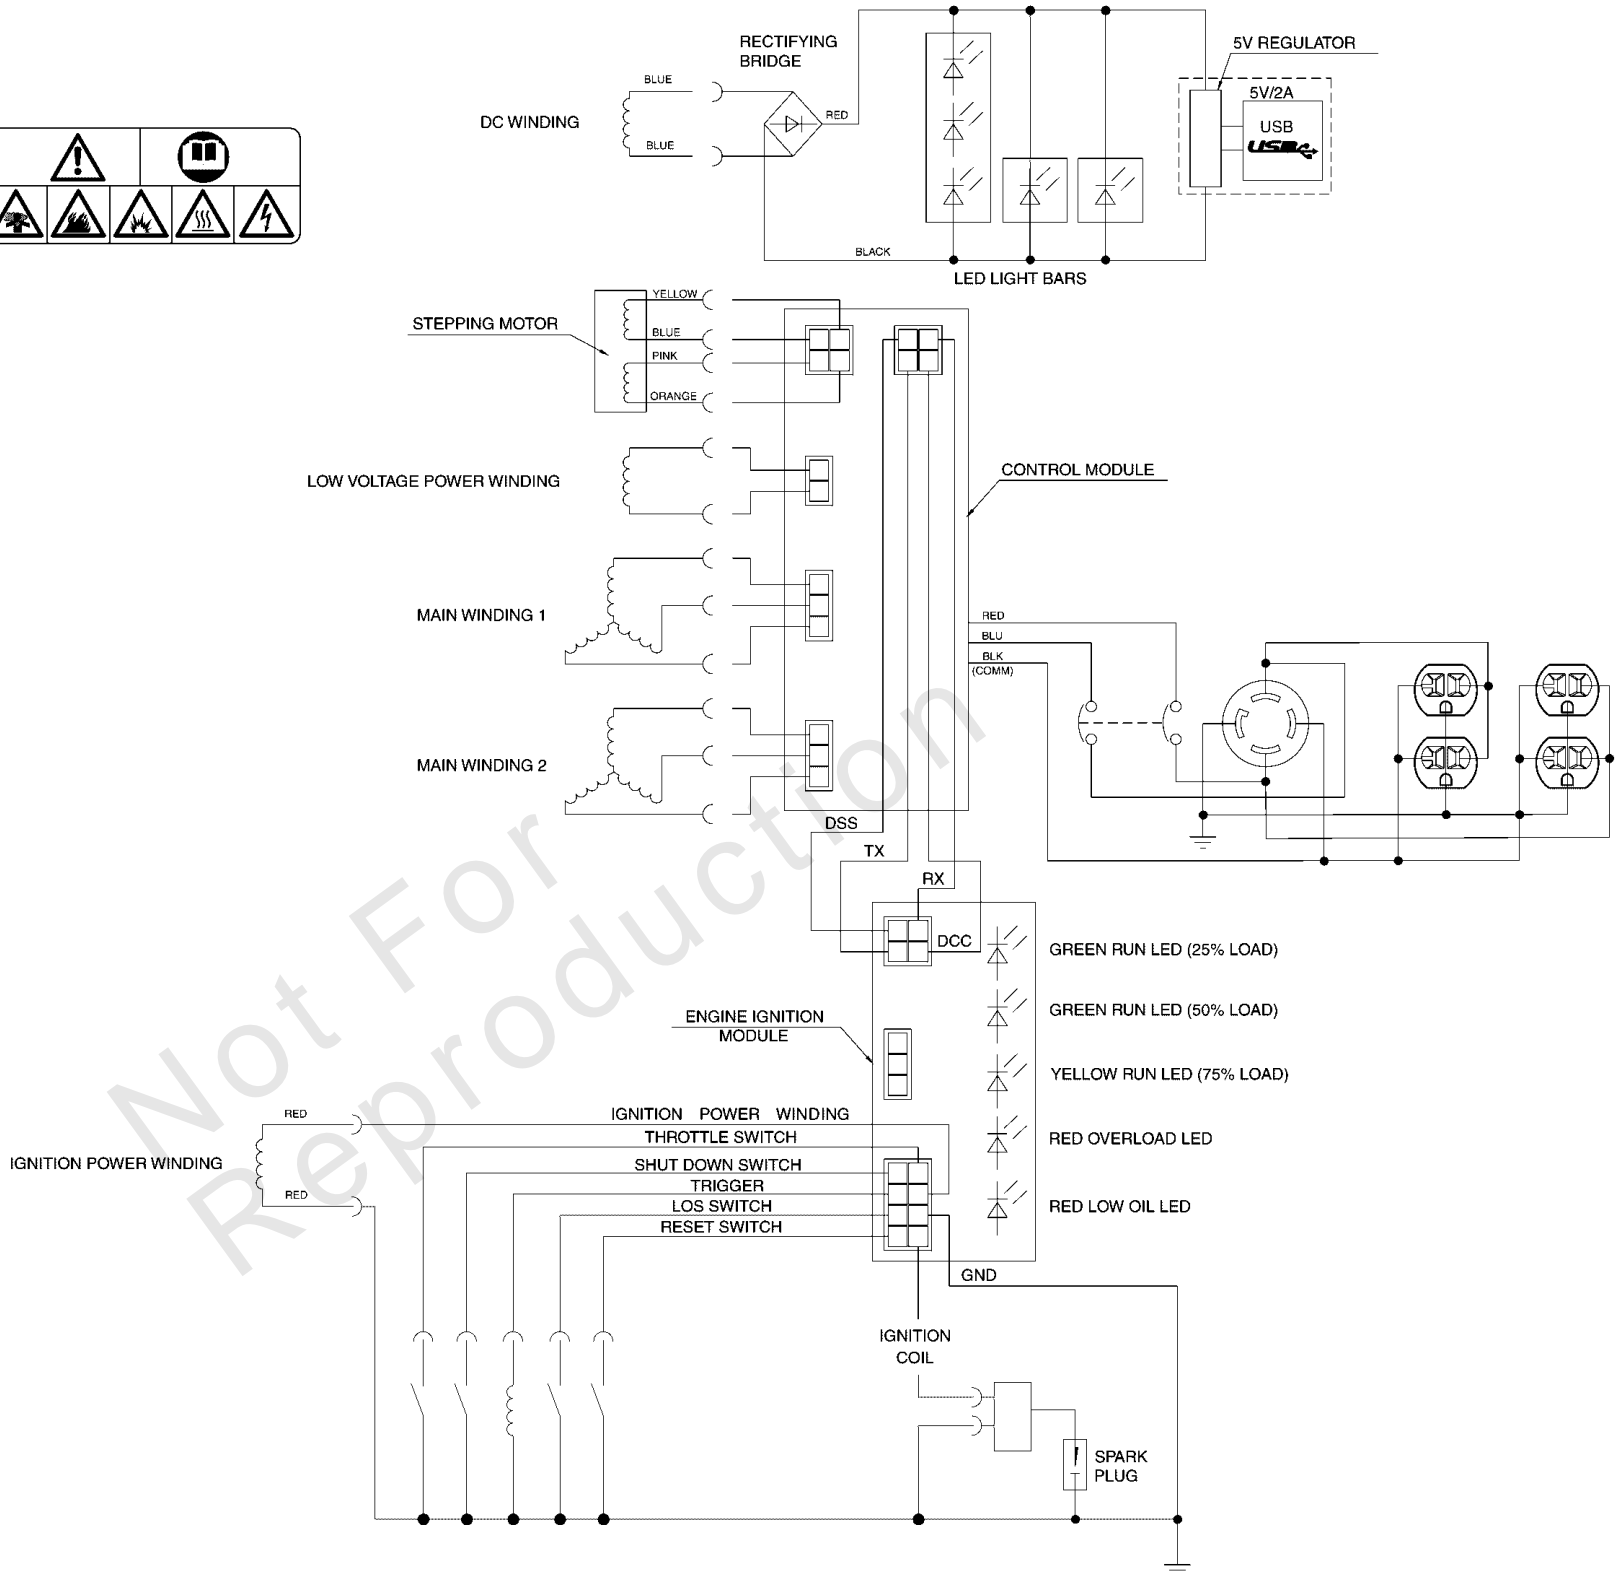 RECTIFYING
BRIDGE
5V REGULATOR
BLUE
5V/2A
DC WINDING
RED
USB
USB
BLUE
BLACK
LED LIGHT BARS
YELLOW
STEPPING MOTOR
BLUE
PINK
ORANGE
CONTROL MODULE
LOW VOLTAGE POWER WINDING
MAIN WINDING 1
RED
BLU
BLK
(COMM)
MAIN WINDING 2
DSS
TX
RX
DCC
GREEN RUN LED (25% LOAD)
ENGINE IGNITION
MODULE
GREEN RUN LED (50% LOAD)
YELLOW RUN LED (75% LOAD)
RED
IGNITION POWER WINDING
THROTTLE SWITCH
RED OVERLOAD LED
IGNITION POWER WINDING
SHUT DOWN SWITCH
TRIGGER
RED
LOS SWITCH
RED LOW OIL LED
RESET SWITCH
GND
IGNITION
COIL
SPARK
PLUG
Not For
Reproduction